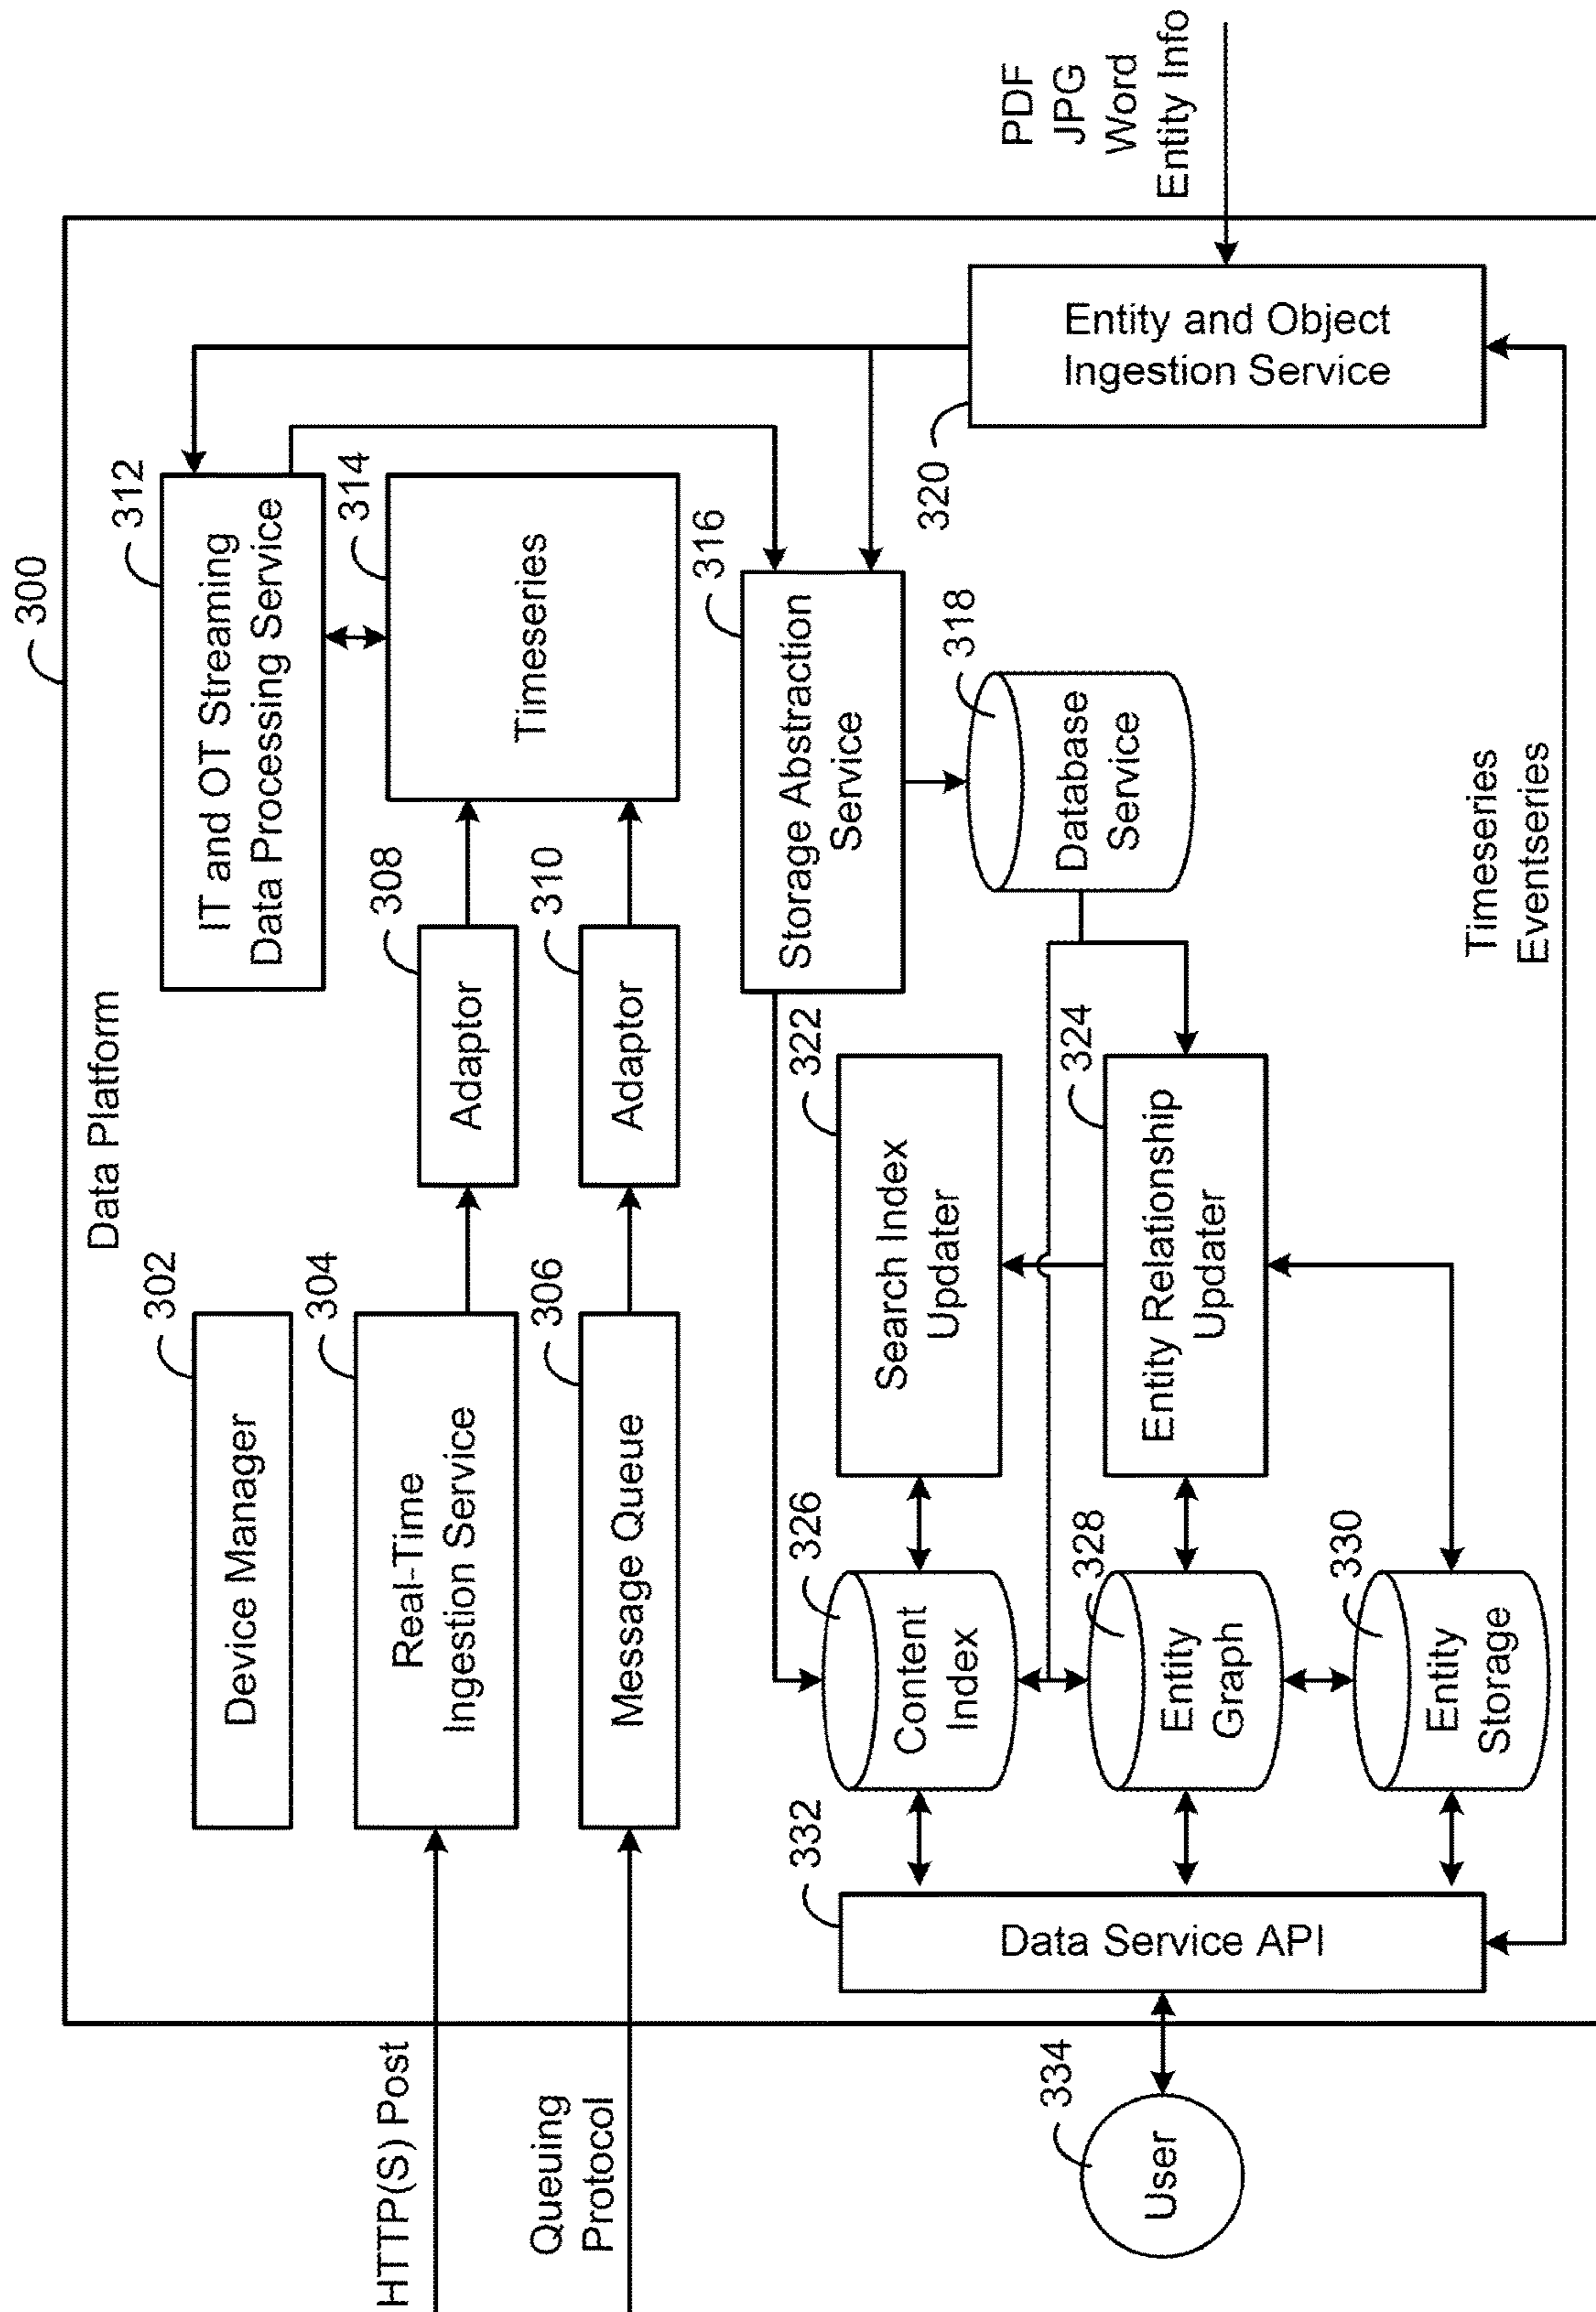 300
Data Platform
302
Device Manager
312
IT and OT Streaming
Data Processing Service
HTTP(S) Post
304
Real-Time
Ingestion Service
308
Adaptor
314
Timeseries
Queuing
Protocol
306
Message Queue
310
Adaptor
316
Storage Abstraction
Service
318
Database
Service
320
Entity and Object
Ingestion Service
PDF
JPG
Word
Entity Info
322
Search Index
Updater
324
Entity Relationship
Updater
326
Content
Index
328
Entity
Graph
330
Entity
Storage
332
Data Service API
334
User
Timeseries
Eventseries